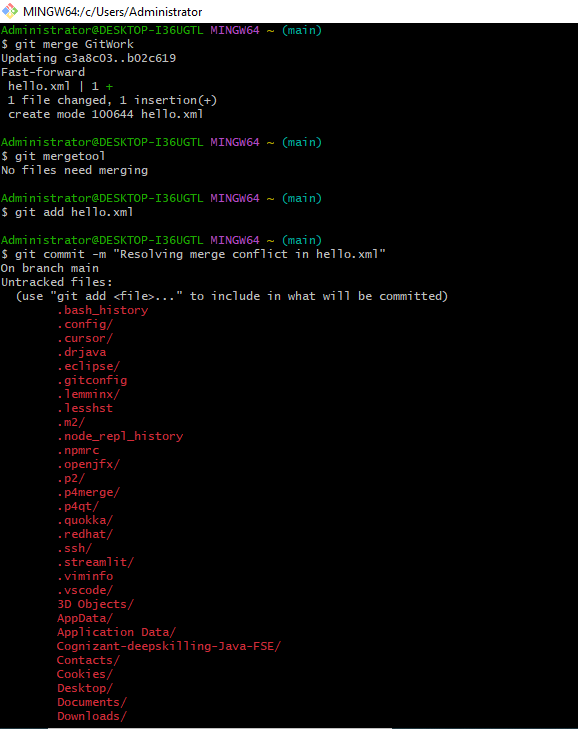 MINGW64:/c/Users/Administrator
Administrator@DESKTOP-I36UGTL MINGW64 ~ (main)
$ git merge GitWork
Updating c3a8c03..b02c619
Fast-forward
 hello.xml | 1 +
 1 file changed, 1 insertion(+)
 create mode 100644 hello.xml
Administrator@DESKTOP-I36UGTL MINGW64 ~ (main)
$ git mergetool
No files need merging
Administrator@DESKTOP-I36UGTL MINGW64 ~ (main)
$ git add hello.xml
Administrator@DESKTOP-I36UGTL MINGW64 ~ (main)
$ git commit -m "Resolving merge conflict in hello.xml"
On branch main
Untracked files:
  (use "git add <file>..." to include in what will be committed)
        .bash_history
        .config/
        .cursor/
        .drjava
        .eclipse/
        .gitconfig
        .lemminx/
        .lesshst
        .m2/
        .node_repl_history
        .npmrc
        .openjfx/
        .p2/
        .p4merge/
        .p4qt/
        .quokka/
        .redhat/
        .ssh/
        .streamlit/
        .viminfo
        .vscode/
        3D Objects/
        AppData/
        Application Data/
        Cognizant-deepskilling-Java-FSE/
        Contacts/
        Cookies/
        Desktop/
        Documents/
        Downloads/